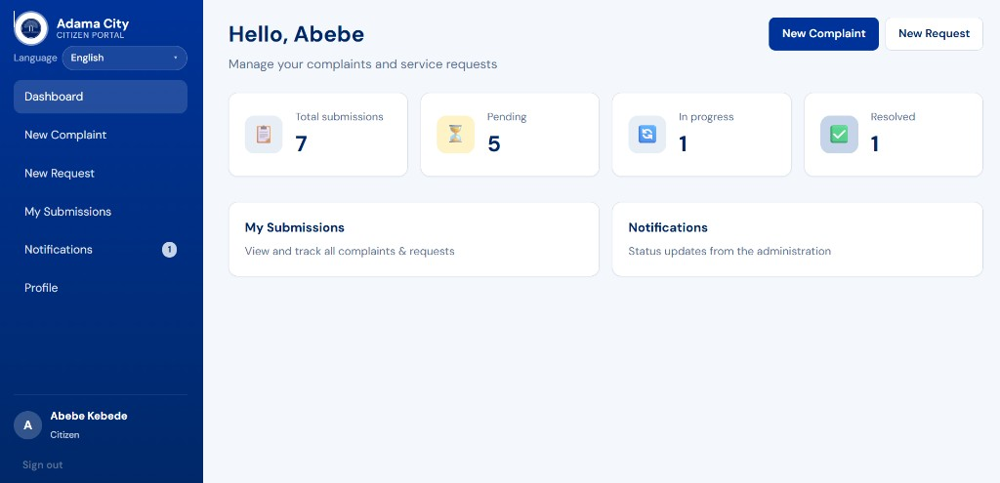 Adama City
CITIZEN PORTAL
Language English
Dashboard
New Complaint
New Request
My Submissions
Notifications 1
Profile
Abebe Kebede
A
Citizen
Sign out
Hello, Abebe
Manage your complaints and service requests
New Complaint New Request
Total submissions
7
Pending
5
In progress
1
Resolved
1
My Submissions
View and track all complaints & requests
Notifications
Status updates from the administration